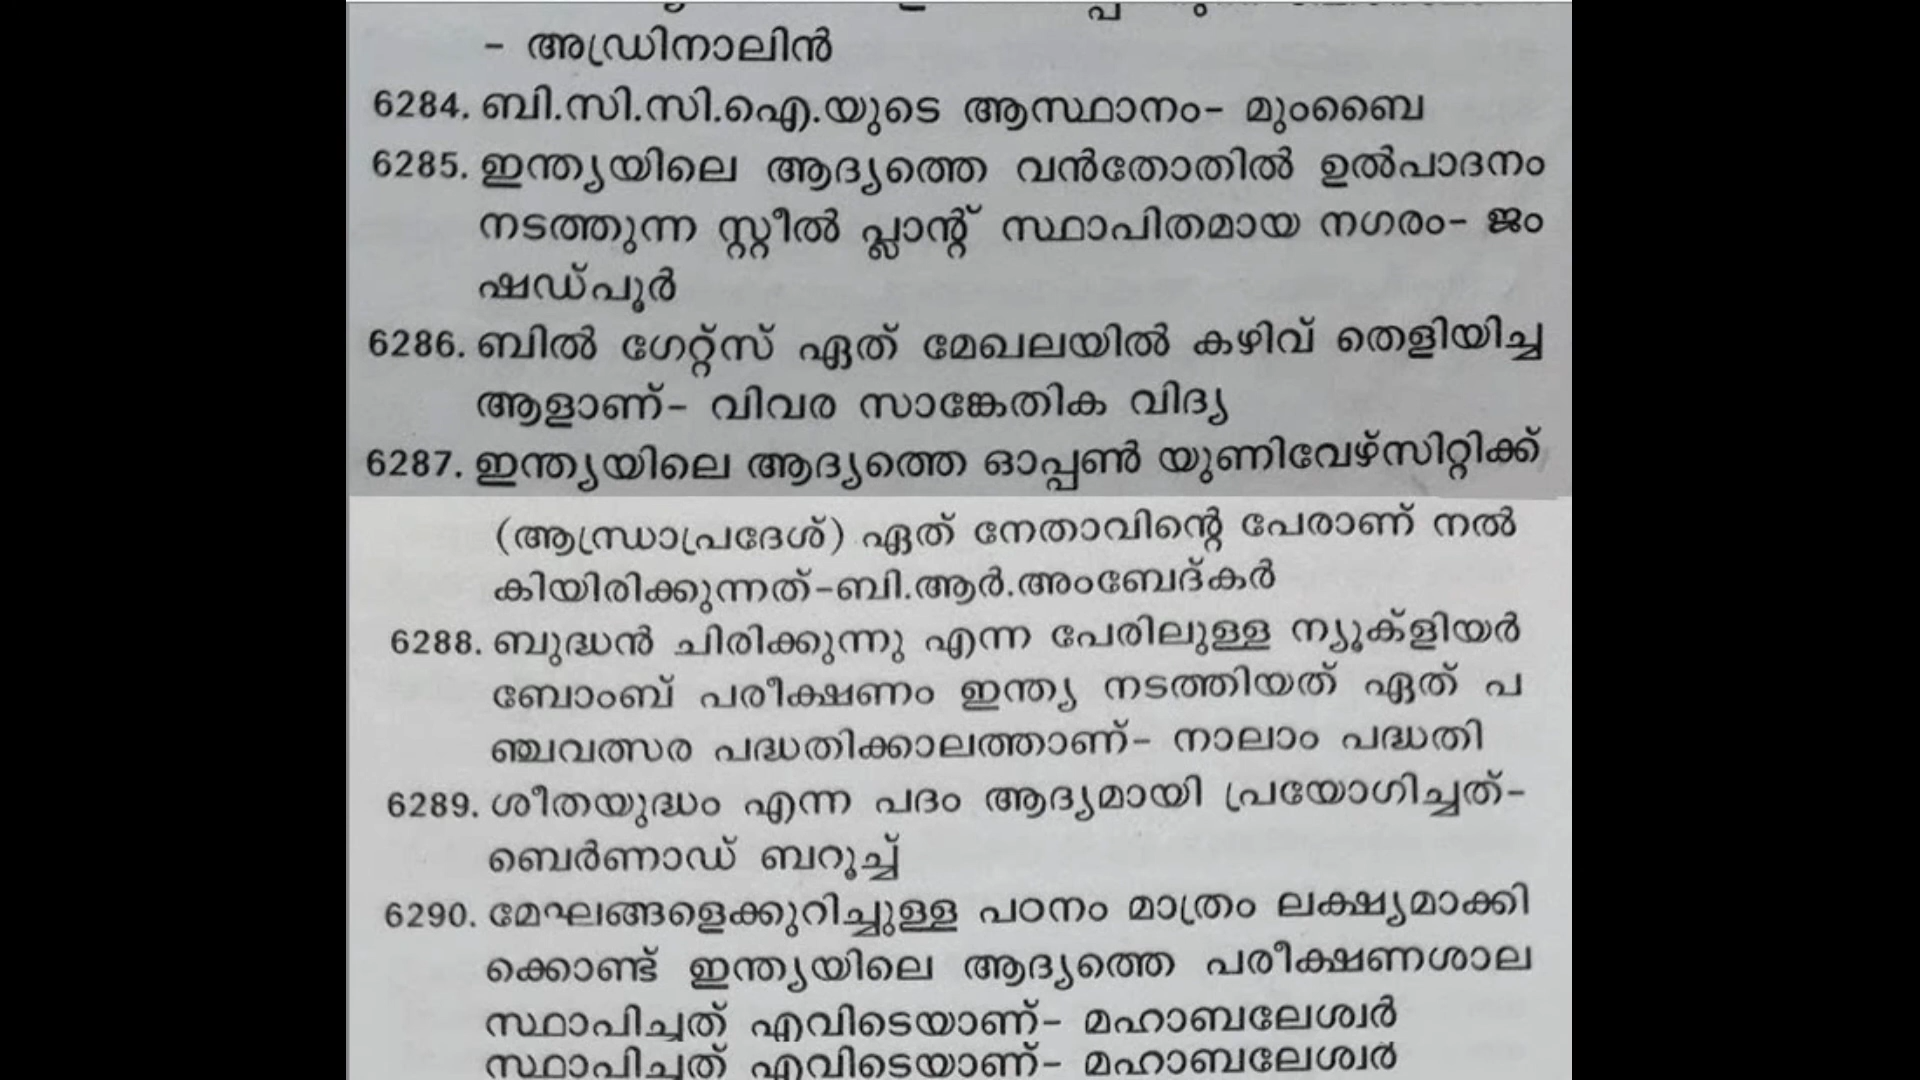 - അഡ്രിനാലിൻ
6284. ബി.സി.സി.ഐ.യുടെ ആസ്ഥാനം- മുംബൈ
6285. ഇന്ത്യയിലെ ആദ്യത്തെ വൻതോതിൽ ഉൽപാദനം
നടത്തുന്ന സ്റ്റീൽ പ്ലാന്റ് സ്ഥാപിതമായ നഗരം- ജം
ഷഡ്പൂർ
6286. ബിൽ ഗേറ്റ്സ് ഏത് മേഖലയിൽ കഴിവ് തെളിയിച്ച
ആളാണ്- വിവര സാങ്കേതിക വിദ്യ
6287. ഇന്ത്യയിലെ ആദ്യത്തെ ഓപ്പൺ യുണിവേഴ്സിറ്റിക്ക്
(ആന്ധ്രാപ്രദേശ്) ഏത് നേതാവിന്റെ പേരാണ് നൽ
കിയിരിക്കുന്നത്-ബി.ആർ.അംബേദ്കർ
6288. ബുദ്ധൻ ചിരിക്കുന്നു എന്ന പേരിലുള്ള ന്യൂക്ളിയർ
ബോംബ് പരീക്ഷണം ഇന്ത്യ നടത്തിയത് ഏത് പ
ഞ്ചവത്സര പദ്ധതിക്കാലത്താണ്- നാലാം പദ്ധതി
6289. ശീതയുദ്ധം എന്ന പദം ആദ്യമായി പ്രയോഗിച്ചത്-
ബെർണാഡ് ബറൂച്ച്
6290. മേഘങ്ങളെക്കുറിച്ചുള്ള പഠനം മാത്രം ലക്ഷ്യമാക്കി
ക്കൊണ്ട് ഇന്ത്യയിലെ ആദ്യത്തെ പരീക്ഷണശാല
സ്ഥാപിച്ചത് എവിടെയാണ്- മഹാബലേശ്വർ
സ്ഥാപിച്ചത് എവിടെയാണ്- മഹാബലേശ്വർ